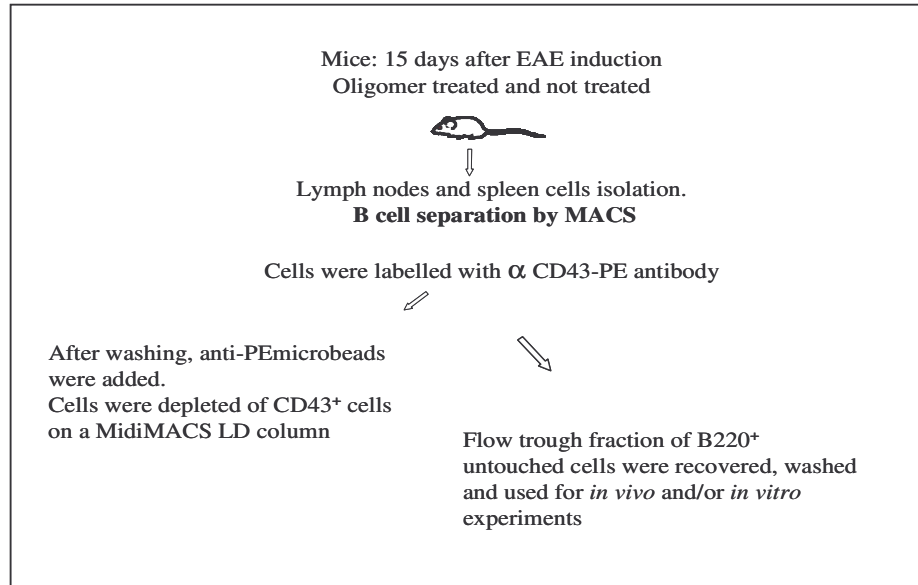 Mice: 15 days after EAE induction
Oligomer treated and not treated
Lymph nodes and spleen cells isolation.
B cell separation by MACS
Cells were labelled with α CD43-PE antibody
After washing, anti-PEmicrobeads
were added.
Cells were depleted of CD43⁺ cells
on a MidiMACS LD column
Flow trough fraction of B220⁺
untouched cells were recovered, washed
and used for in vivo and/or in vitro
experiments